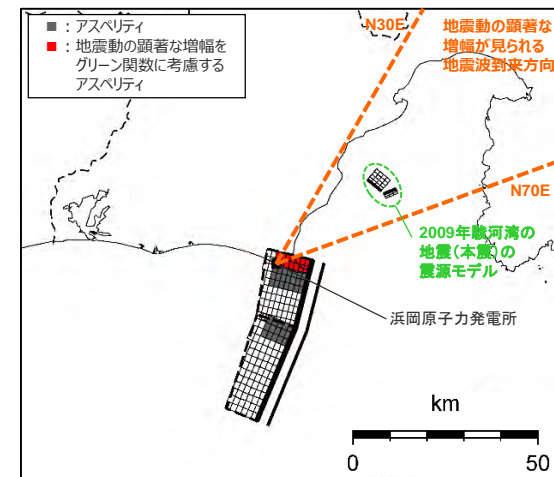 ■ : アスペリティ
■ : 地震動の顕著な増幅を
グリーン関数に考慮する
アスペリティ
N30E
地震動の顕著な
増幅が見られる
地震波到来方向
N70E
2009年駿河湾の
地震(本震)の
震源モデル
浜岡原子力発電所
km
0
50